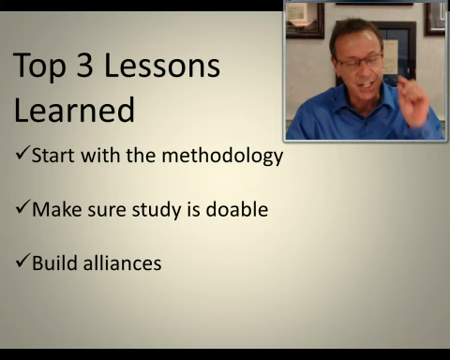 Top 3 Lessons
Learned
✓Start with the methodology
✓Make sure study is doable
✓Build alliances